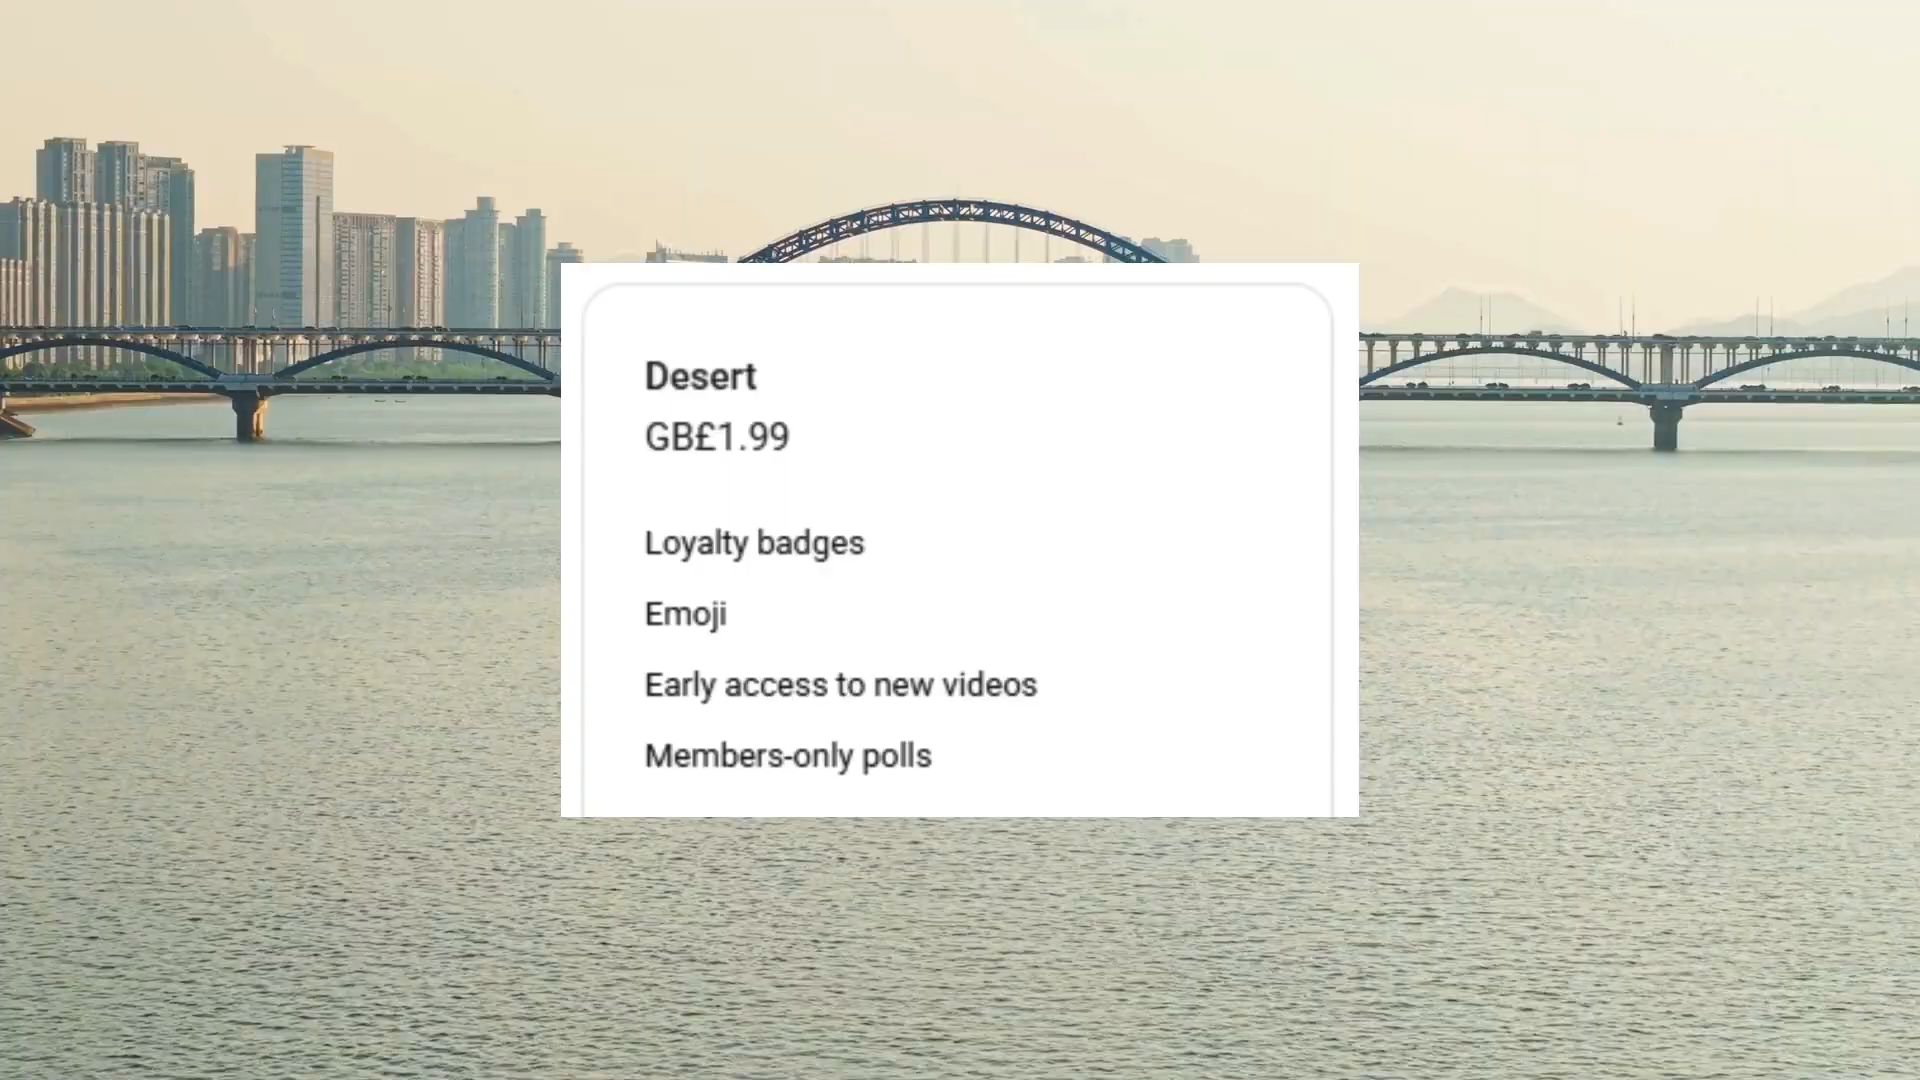 Desert
GB£1.99
Loyalty badges
Emoji
Early access to new videos
Members-only polls